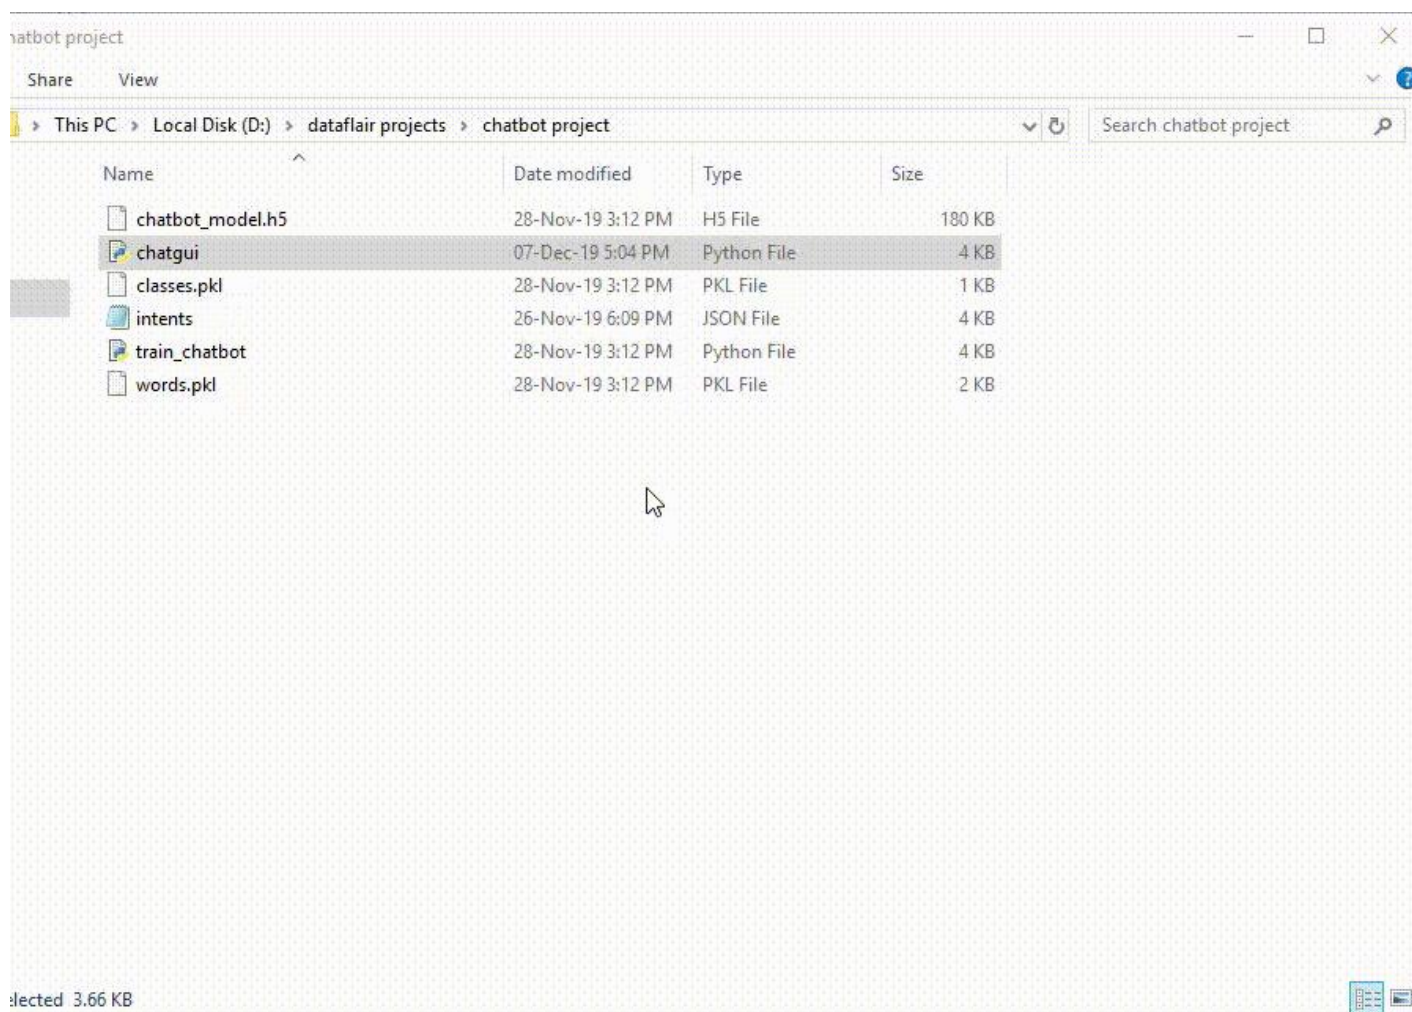 hatbot project
Share View
This PC > Local Disk (D:) > dataflair projects > chatbot project Search chatbot project
Name Date modified Type Size
chatbot_model.h5 28-Nov-19 3:12 PM H5 File 180 KB
chatgui 07-Dec-19 5:04 PM Python File 4 KB
classes.pkl 28-Nov-19 3:12 PM PKL File 1 KB
intents 26-Nov-19 6:09 PM JSON File 4 KB
train_chatbot 28-Nov-19 3:12 PM Python File 4 KB
words.pkl 28-Nov-19 3:12 PM PKL File 2 KB
elected 3.66 KB